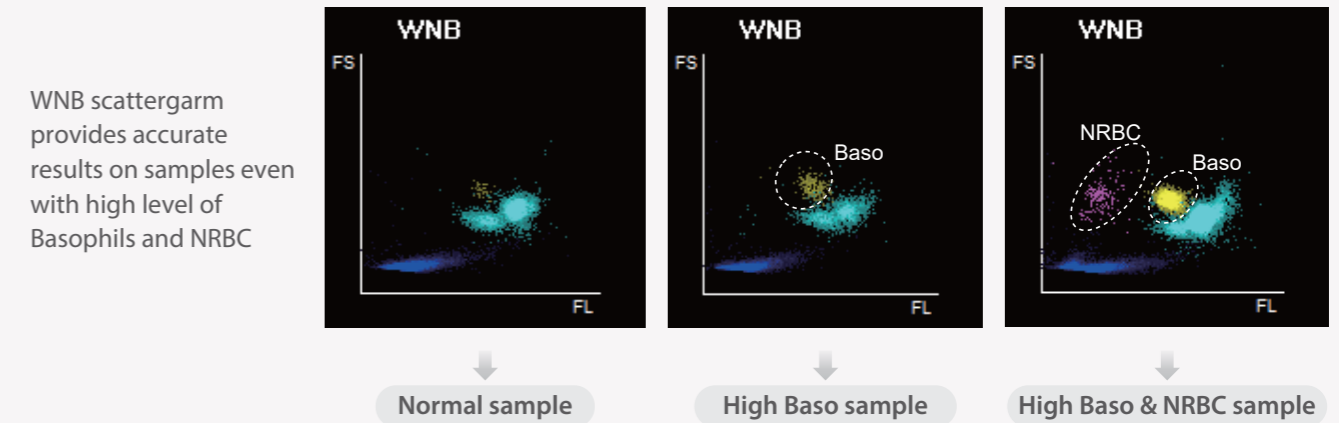 WNB scattergarm
provides accurate
results on samples even
with high level of
Basophils and NRBC
WNB
FS
FL
Normal sample
WNB
FS
Baso
FL
High Baso sample
WNB
FS
NRBC
Baso
FL
High Baso & NRBC sample